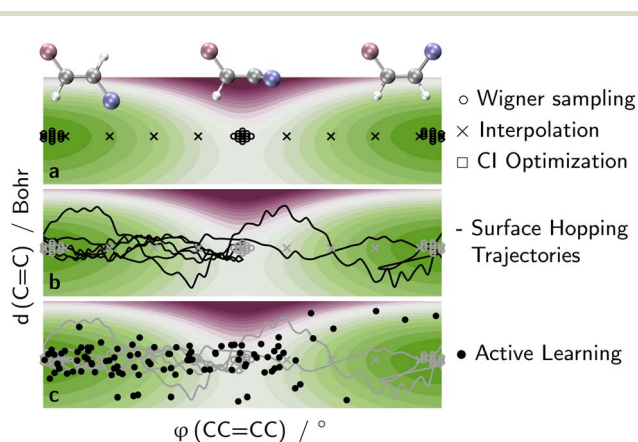 Wigner sampling
Interpolation
CI Optimization
a
d(C=C) / Bohr
b
- Surface Hopping
Trajectories
c
Active Learning
φ(CC=CC) / °